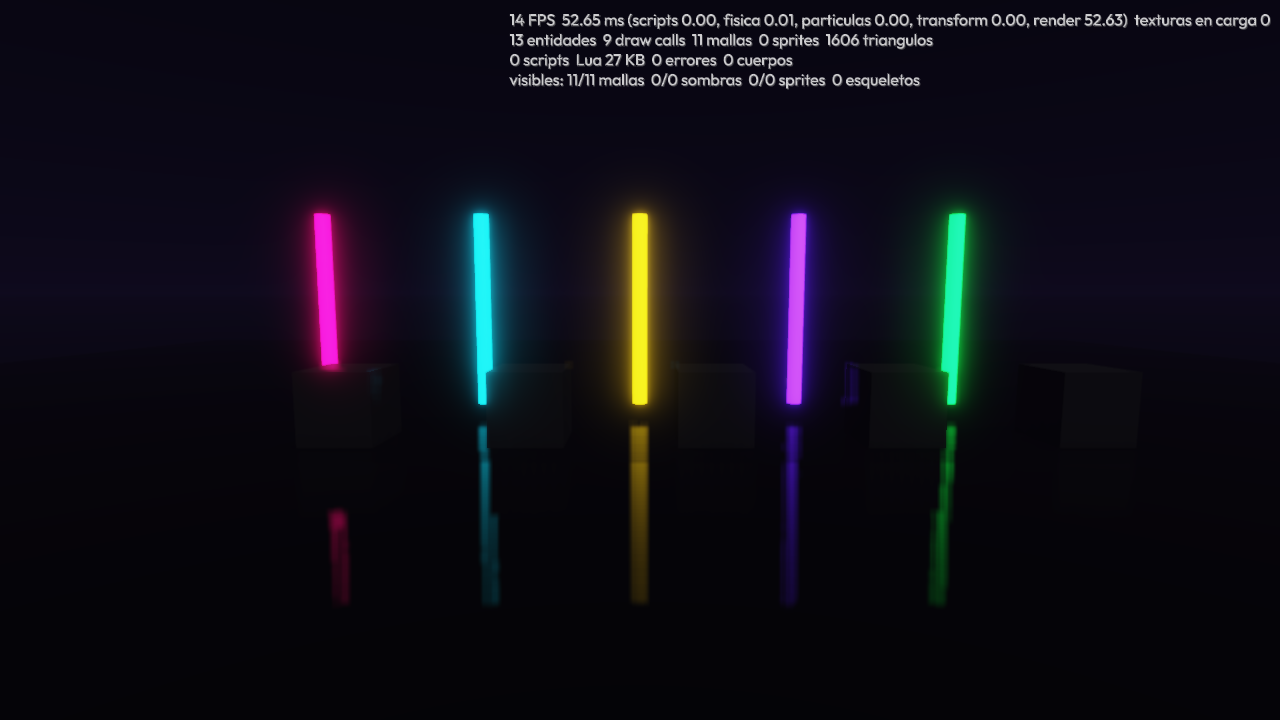 14 FPS  52.65 ms (scripts 0.00, fisica 0.01, particulas 0.00, transform 0.00, render 52.63)  texturas en carga 0
13 entidades  9 draw calls  11 mallas  0 sprites  1606 triangulos
0 scripts  Lua 27 KB  0 errores  0 cuerpos
visibles: 11/11 mallas  0/0 sombras  0/0 sprites  0 esqueletos